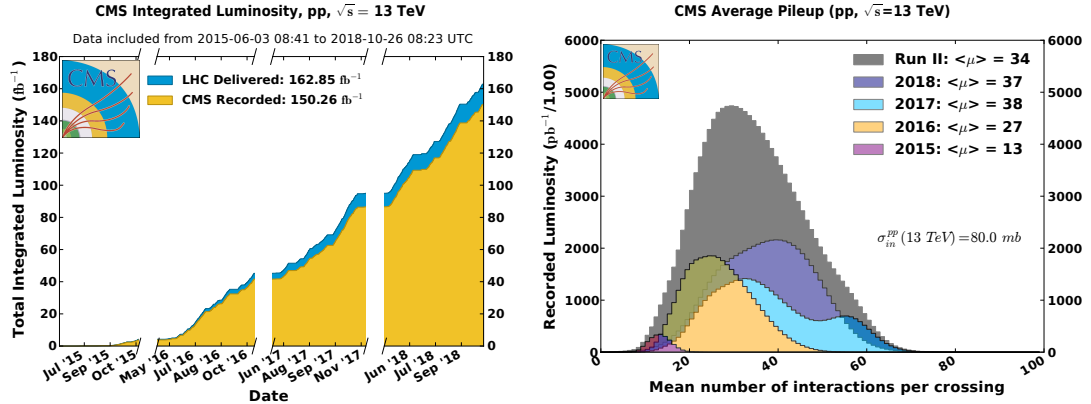 CMS Integrated Luminosity, pp, √s = 13 TeV
Data included from 2015-06-03 08:41 to 2018-10-26 08:23 UTC
CMS
LHC Delivered: 162.85 fb⁻¹
CMS Recorded: 150.26 fb⁻¹
Total Integrated Luminosity (fb⁻¹)
180
160
140
120
100
80
60
40
20
0
180
160
140
120
100
80
60
40
20
0
Jul '15
Sep '15
Oct '15
May '16
Jul '16
Aug '16
Oct '16
Jun '17
Aug '17
Sep '17
Nov '17
Jun '18
Jul '18
Sep '18
Date
CMS Average Pileup (pp, √s=13 TeV)
CMS
Run II: <μ> = 34
2018: <μ> = 37
2017: <μ> = 38
2016: <μ> = 27
2015: <μ> = 13
σ_in^pp (13 TeV)=80.0 mb
Recorded Luminosity (pb⁻¹/1.00)
6000
5000
4000
3000
2000
1000
0
6000
5000
4000
3000
2000
1000
0
0 20 40 60 80 100
Mean number of interactions per crossing